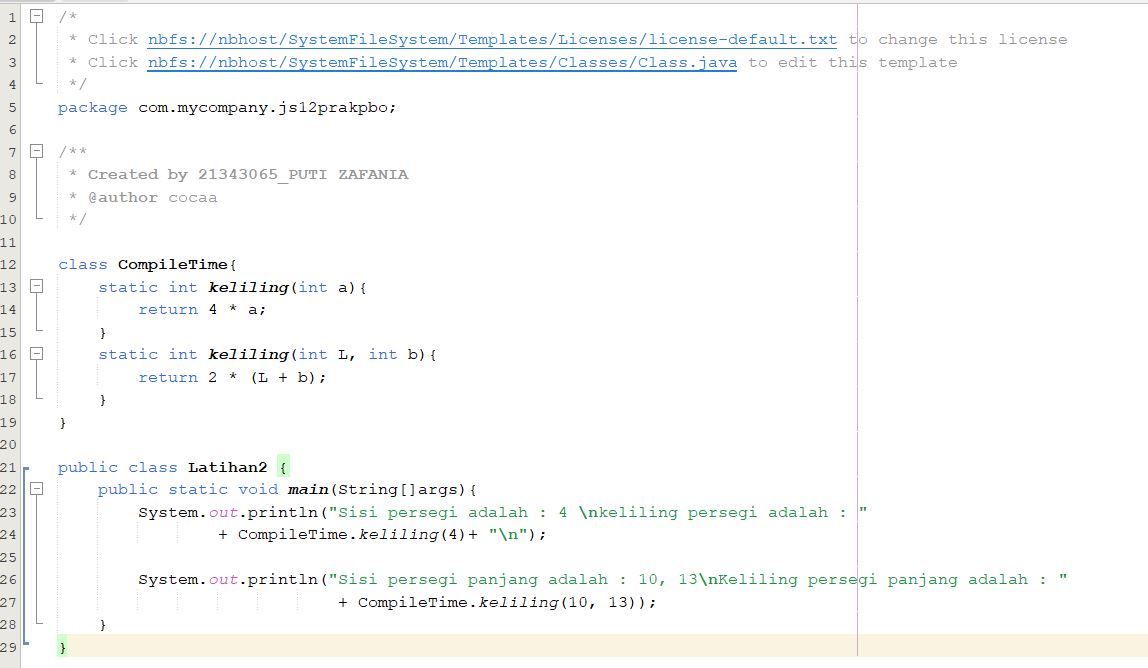 1 /*
2 * Click nbfs://nbhost/SystemFileSystem/Templates/Licenses/license-default.txt to change this license
3 * Click nbfs://nbhost/SystemFileSystem/Templates/Classes/Class.java to edit this template
4 */
5 package com.mycompany.js12prakpbo;
6
7 /**
8 * Created by 21343065_PUTI ZAFANIA
9 * @author cocaa
10 */
11
12 class CompileTime{
13 static int keliling(int a){
14 return 4 * a;
15 }
16 static int keliling(int L, int b){
17 return 2 * (L + b);
18 }
19 }
20
21 public class Latihan2 {
22 public static void main(String[]args){
23 System.out.println("Sisi persegi adalah : 4 \nkeliling persegi adalah : "
24 + CompileTime.keliling(4)+ "\n");
25
26 System.out.println("Sisi persegi panjang adalah : 10, 13\nKeliling persegi panjang adalah : "
27 + CompileTime.keliling(10, 13));
28 }
29 }